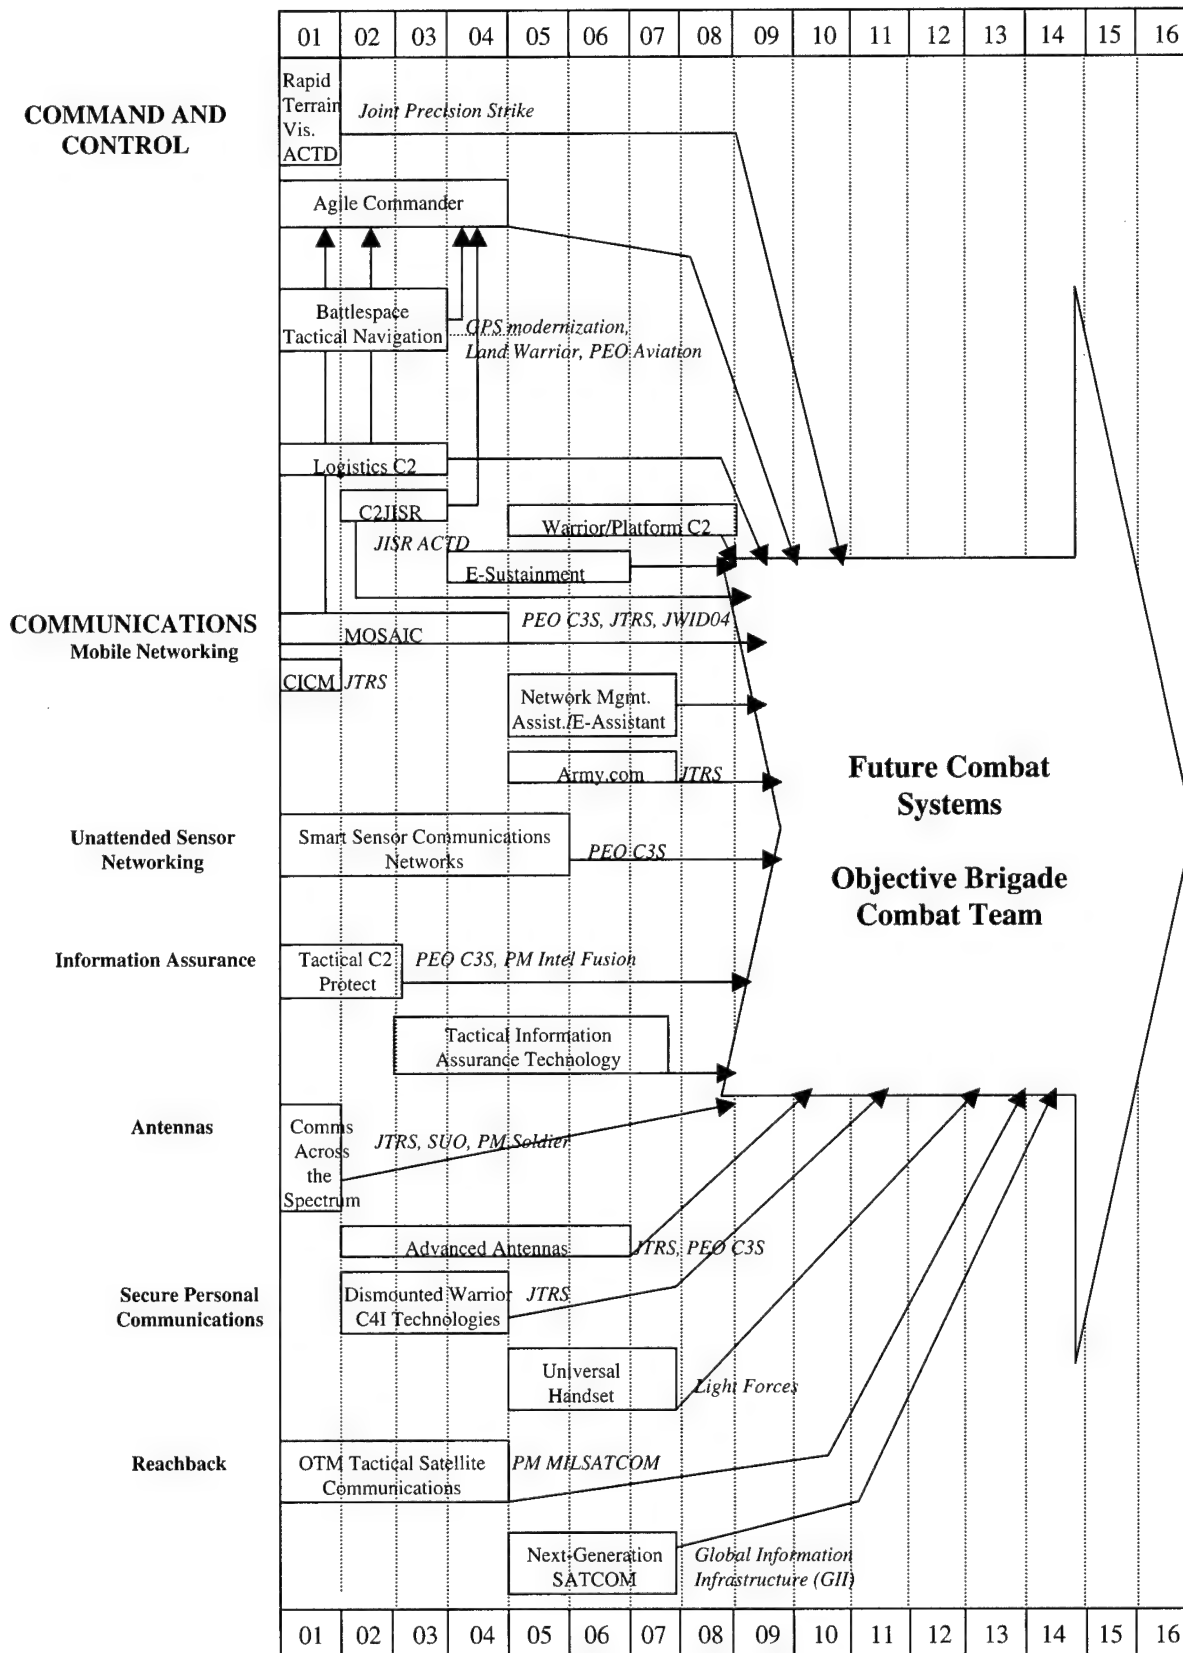 01 02 03 04 05 06 07 08 09 10 11 12 13 14 15 16
COMMAND AND
CONTROL
Rapid
Terrain
Vis.
ACTD
Joint Precision Strike
Agile Commander
Battlespace
Tactical Navigation
GPS modernization,
Land Warrior, PEO Aviation
Logistics C2
C2JISR
JISR ACTD
Warrior/Platform C2
E-Sustainment
COMMUNICATIONS
Mobile Networking
MOSAIC
PEO C3S, JTRS, JWID04
CICM
JTRS
Network Mgmt.
Assist./E-Assistant
Army.com
JTRS
Future Combat
Systems
Objective Brigade
Combat Team
Unattended Sensor
Networking
Smart Sensor Communications
Networks
PEO C3S
Information Assurance
Tactical C2
Protect
PEO C3S, PM Intel Fusion
Tactical Information
Assurance Technology
Antennas
Comms
Across
the
Spectrum
JTRS, SUO, PM Soldier
Advanced Antennas
JTRS, PEO C3S
Secure Personal
Communications
Dismounted Warrior
C4I Technologies
JTRS
Universal
Handset
Light Forces
Reachback
OTM Tactical Satellite
Communications
PM MILSATCOM
Next-Generation
SATCOM
Global Information
Infrastructure (GII)
01 02 03 04 05 06 07 08 09 10 11 12 13 14 15 16